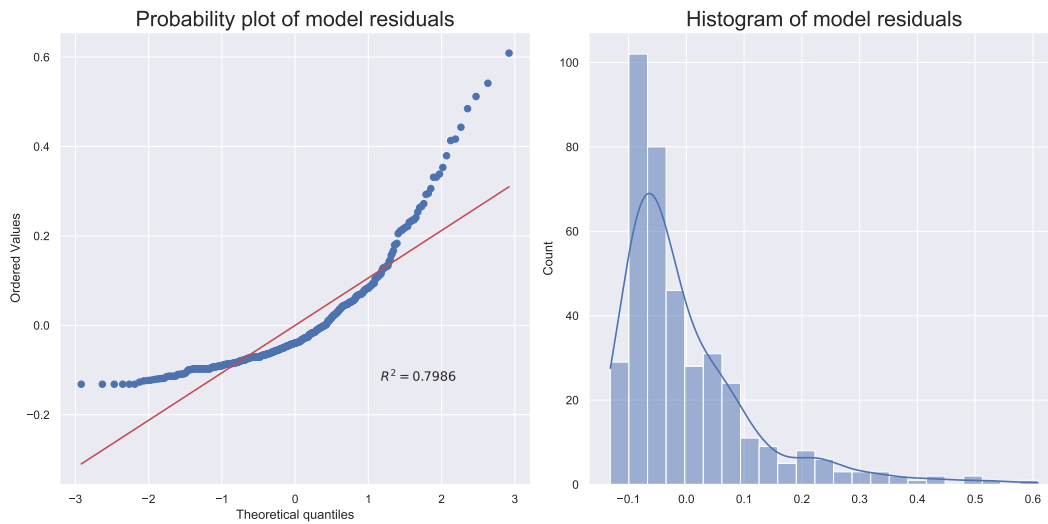 Probability plot of model residuals
0.6
0.4
0.2
0.0
−0.2
Ordered Values
R² = 0.7986
−3 −2 −1 0 1 2 3
Theoretical quantiles
Histogram of model residuals
100
80
60
40
20
0
Count
−0.1 0.0 0.1 0.2 0.3 0.4 0.5 0.6